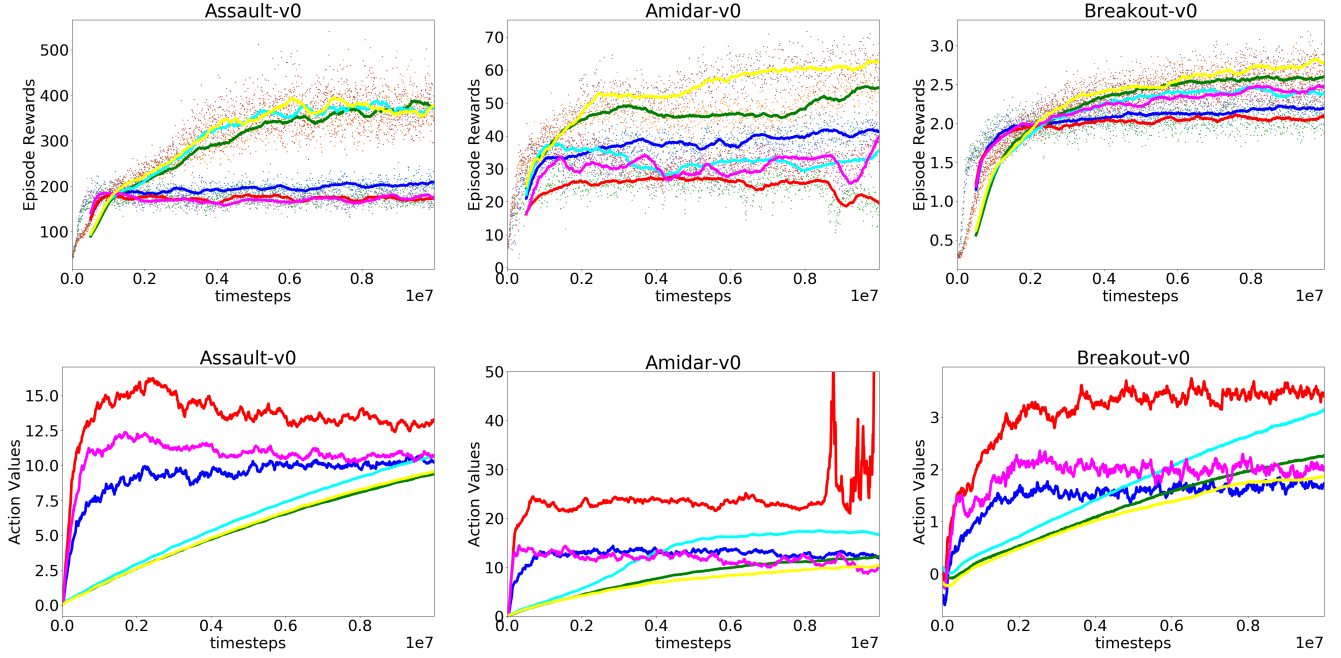 Assault-v0
Amidar-v0
Breakout-v0
Episode Rewards
500
400
300
200
100
0.0 0.2 0.4 0.6 0.8
timesteps
1e7
Episode Rewards
70
60
50
40
30
20
10
0
0.0 0.2 0.4 0.6 0.8
timesteps
1e7
Episode Rewards
3.0
2.5
2.0
1.5
1.0
0.5
0.0 0.2 0.4 0.6 0.8
timesteps
1e7
Assault-v0
Amidar-v0
Breakout-v0
Action Values
15.0
12.5
10.0
7.5
5.0
2.5
0.0
0.0 0.2 0.4 0.6 0.8
timesteps
1e7
Action Values
50
40
30
20
10
0
0.0 0.2 0.4 0.6 0.8
timesteps
1e7
Action Values
3
2
1
0
0.0 0.2 0.4 0.6 0.8
timesteps
1e7